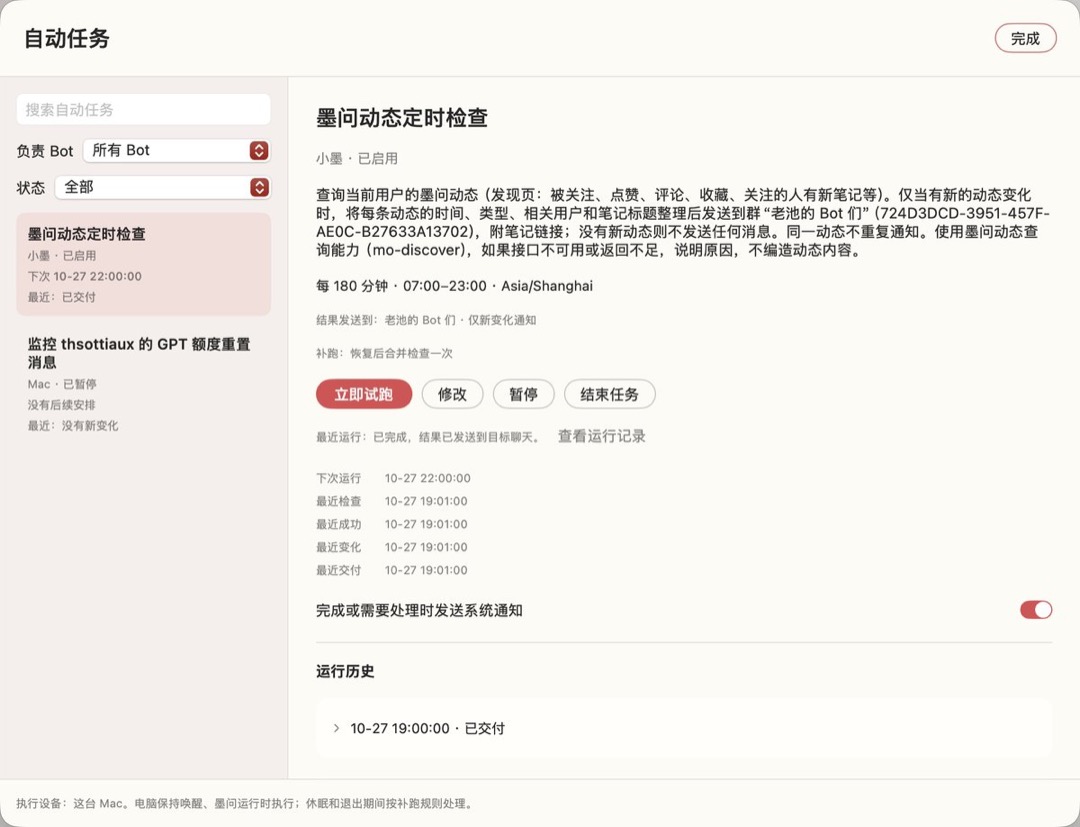 自动任务
完成
搜索自动任务
负责 Bot
所有 Bot
状态
全部
墨问动态定时检查
小墨 · 已启用
下次 10-27 22:00:00
最近：已交付
监控 thsottiaux 的 GPT 额度重置
消息
Mac · 已暂停
没有后续安排
最近：没有新变化
墨问动态定时检查
小墨 · 已启用
查询当前用户的墨问动态（发现页：被关注、点赞、评论、收藏、关注的人有新笔记等）。仅当有新的动态变化
时，将每条动态的时间、类型、相关用户和笔记标题整理后发送到群“老池的 Bot 们”（724D3DCD-3951-457F-
AE0C-B27633A13702），附笔记链接；没有新动态则不发送任何消息。同一动态不重复通知。使用墨问动态查
询能力（mo-discover），如果接口不可用或返回不足，说明原因，不编造动态内容。
每 180 分钟 · 07:00–23:00 · Asia/Shanghai
结果发送到：老池的 Bot 们 · 仅新变化通知
补跑：恢复后合并检查一次
立即试跑
修改
暂停
结束任务
最近运行：已完成，结果已发送到目标聊天。
查看运行记录
下次运行 10-27 22:00:00
最近检查 10-27 19:01:00
最近成功 10-27 19:01:00
最近变化 10-27 19:01:00
最近交付 10-27 19:01:00
完成或需要处理时发送系统通知
运行历史
10-27 19:00:00 · 已交付
执行设备：这台 Mac。电脑保持唤醒、墨问运行时执行；休眠和退出期间按补跑规则处理。